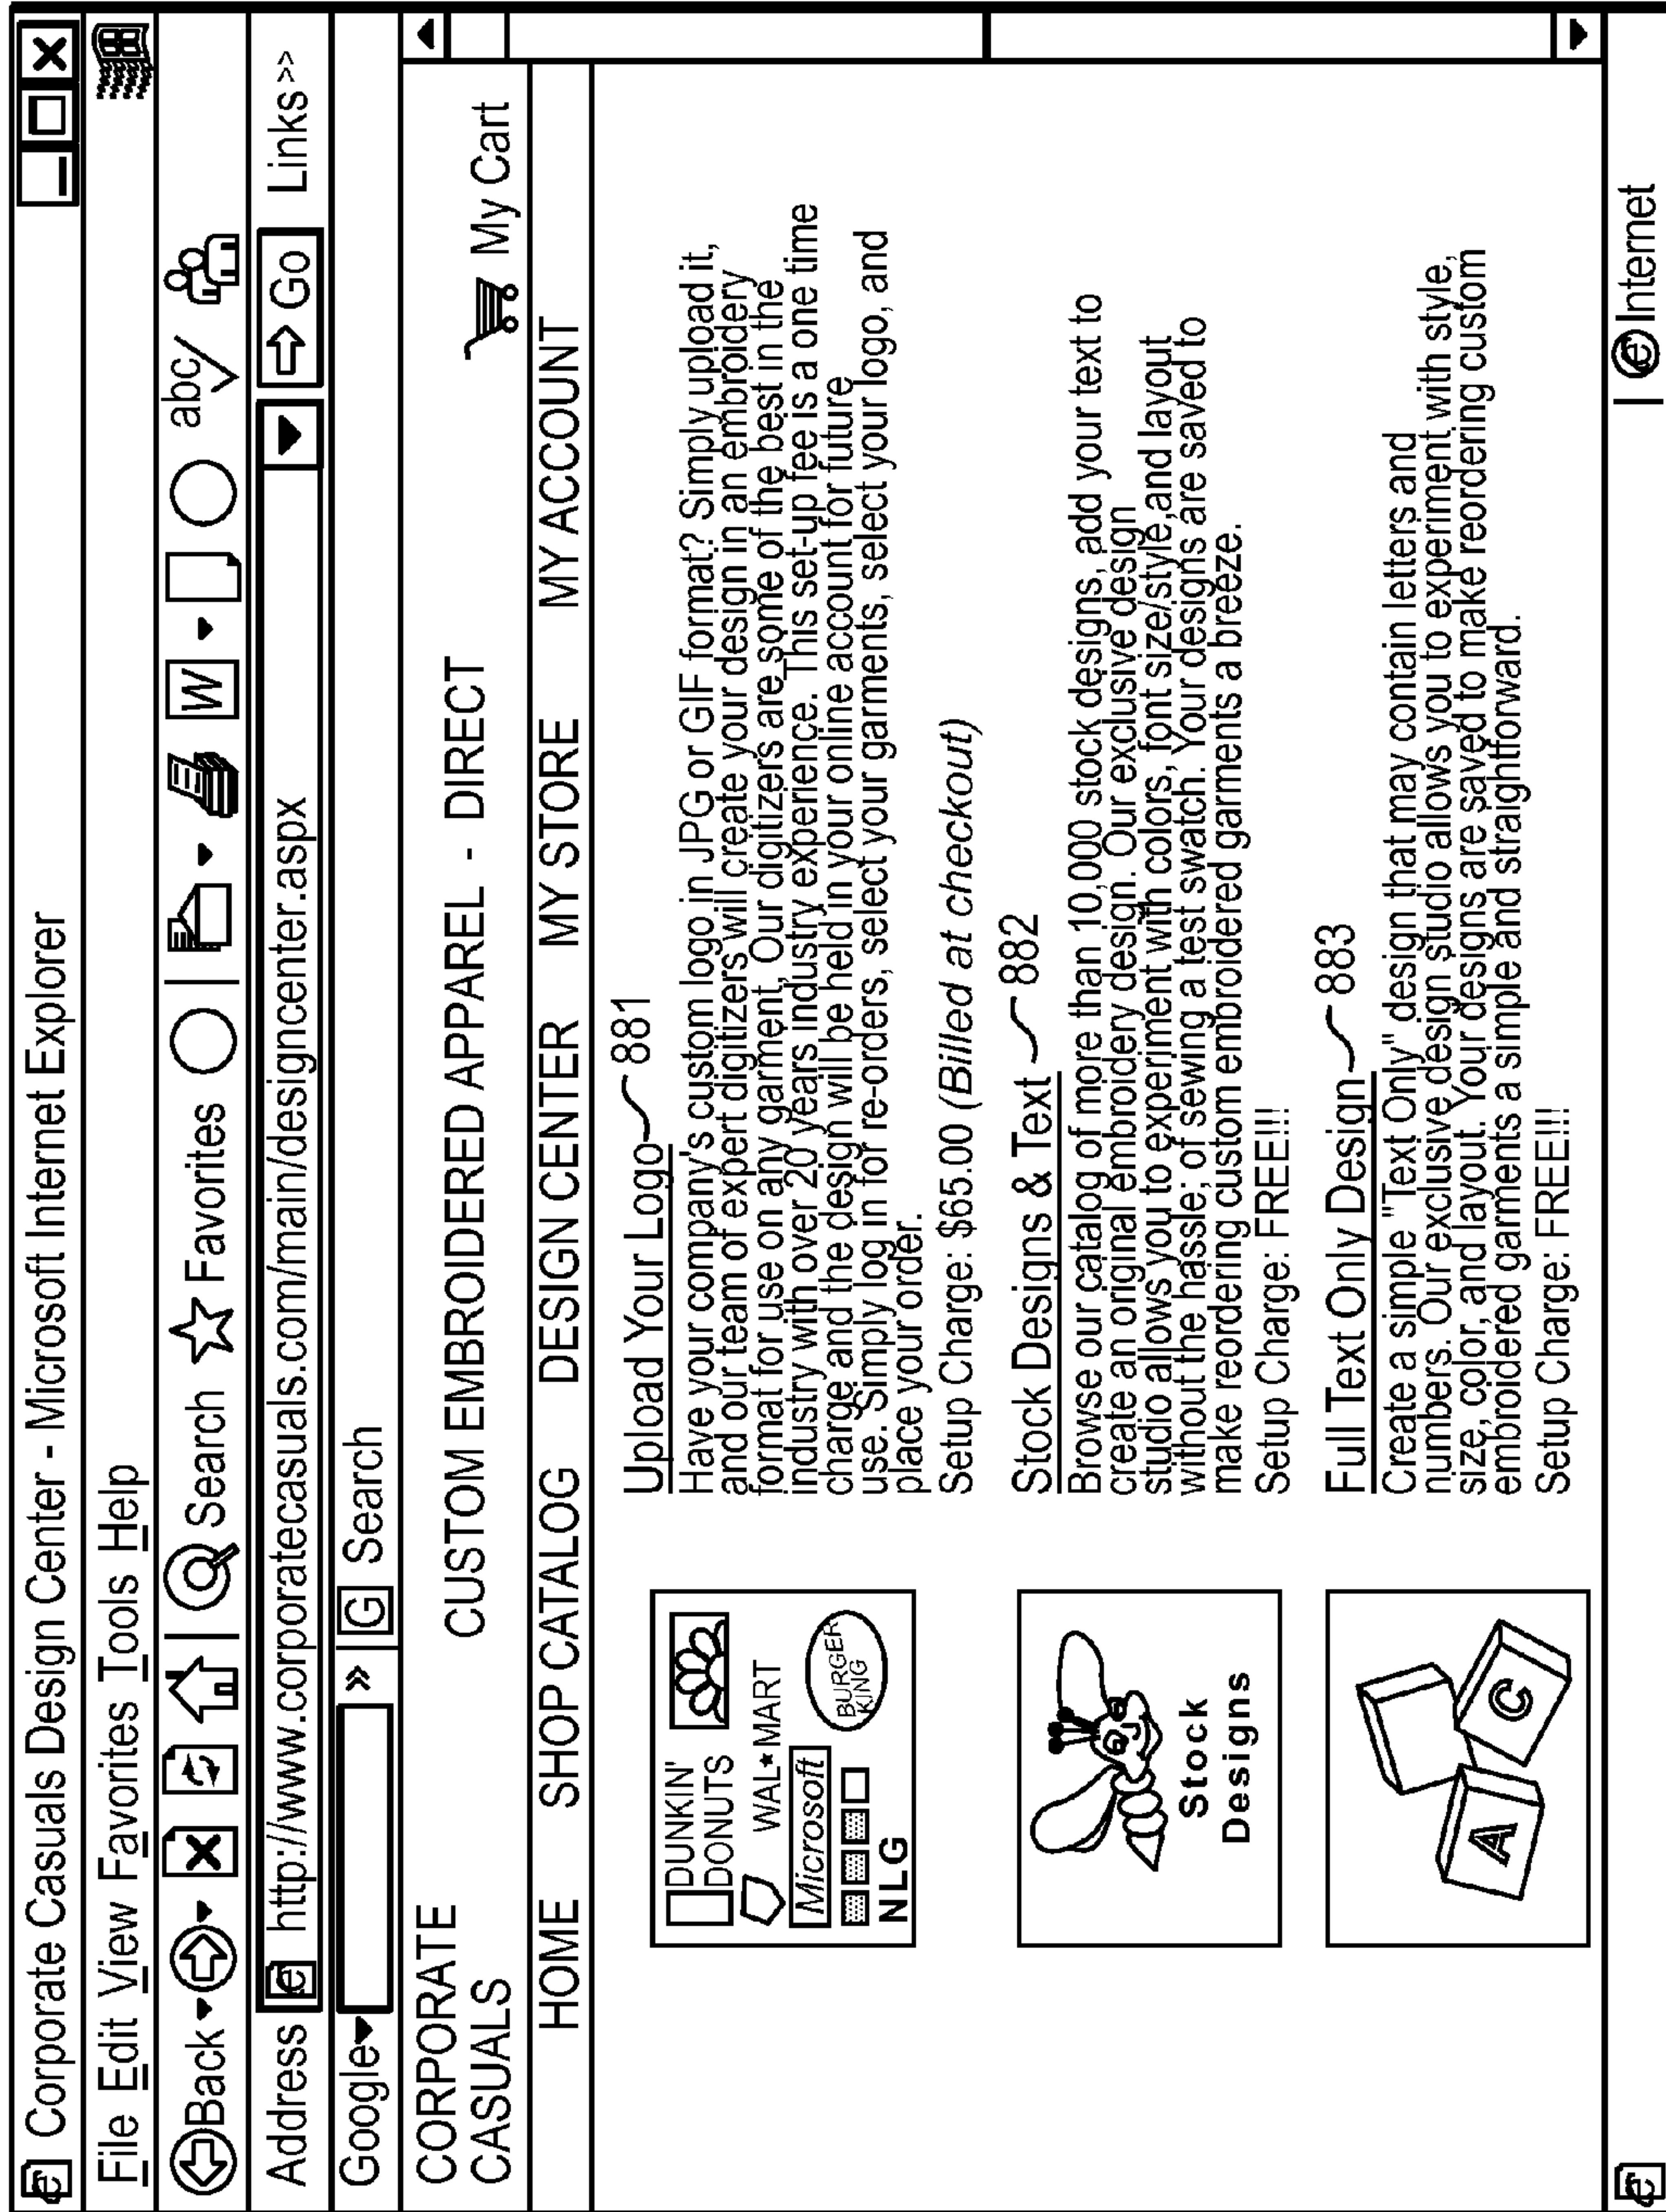 Corporate Casuals Design Center - Microsoft Internet Explorer
File Edit View Favorites Tools Help
Back Search Favorites W abc
Address http://www.corporatecasuals.com/main/designcenter.aspx Go Links >>
Google >> G Search
CORPORATE
CASUALS
CUSTOM EMBROIDERED APPAREL - DIRECT
My Cart
HOME SHOP CATALOG DESIGN CENTER MY STORE MY ACCOUNT
DUNKIN'
DONUTS
WAL★MART
Microsoft
BURGER
KING
NLG
Upload Your Logo 881
Have your company's custom logo in JPG or GIF format? Simply upload it,
and our team of expert digitizers will create your design in an embroidery
format for use on any garment, Our digitizers are some of the best in the
industry with over 20 years industry experience. This set-up fee is a one time
charge and the design will be held in your online account for future
use. Simply log in for re-orders, select your garments, select your logo, and
place your order.
Setup Charge: $65.00 (Billed at checkout)
Stock
Designs
Stock Designs & Text 882
Browse our catalog of more than 10,000 stock designs, add your text to
create an original embroidery design. Our exclusive design
studio allows you to experiment with colors, font size/style,and layout
without the hassle; of sewing a test swatch. Your designs are saved to
make reordering custom embroidered garments a breeze.
Setup Charge: FREE!!!
A
C
Full Text Only Design 883
Create a simple "Text Only" design that may contain letters and
numbers. Our exclusive design studio allows you to experiment with style,
size, color, and layout. Your designs are saved to make reordering custom
embroidered garments a simple and straightforward.
Setup Charge: FREE!!!
Internet